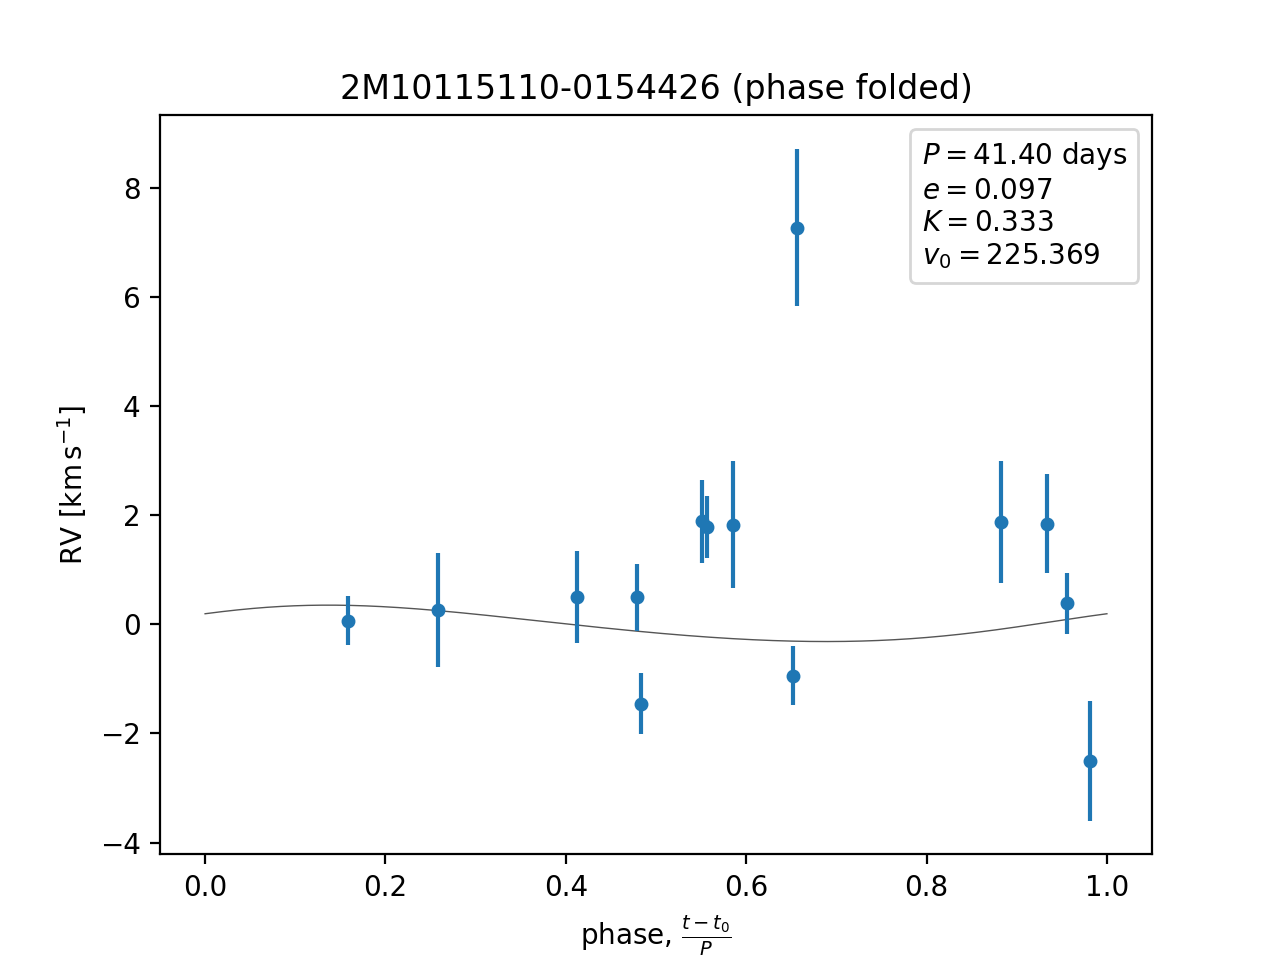 2M10115110-0154426 (phase folded)
P = 41.40 days
e = 0.097
K = 0.333
v₀ = 225.369
RV [km s⁻¹]
8
6
4
2
0
−2
−4
0.0 0.2 0.4 0.6 0.8 1.0
phase, (t − t₀)/P